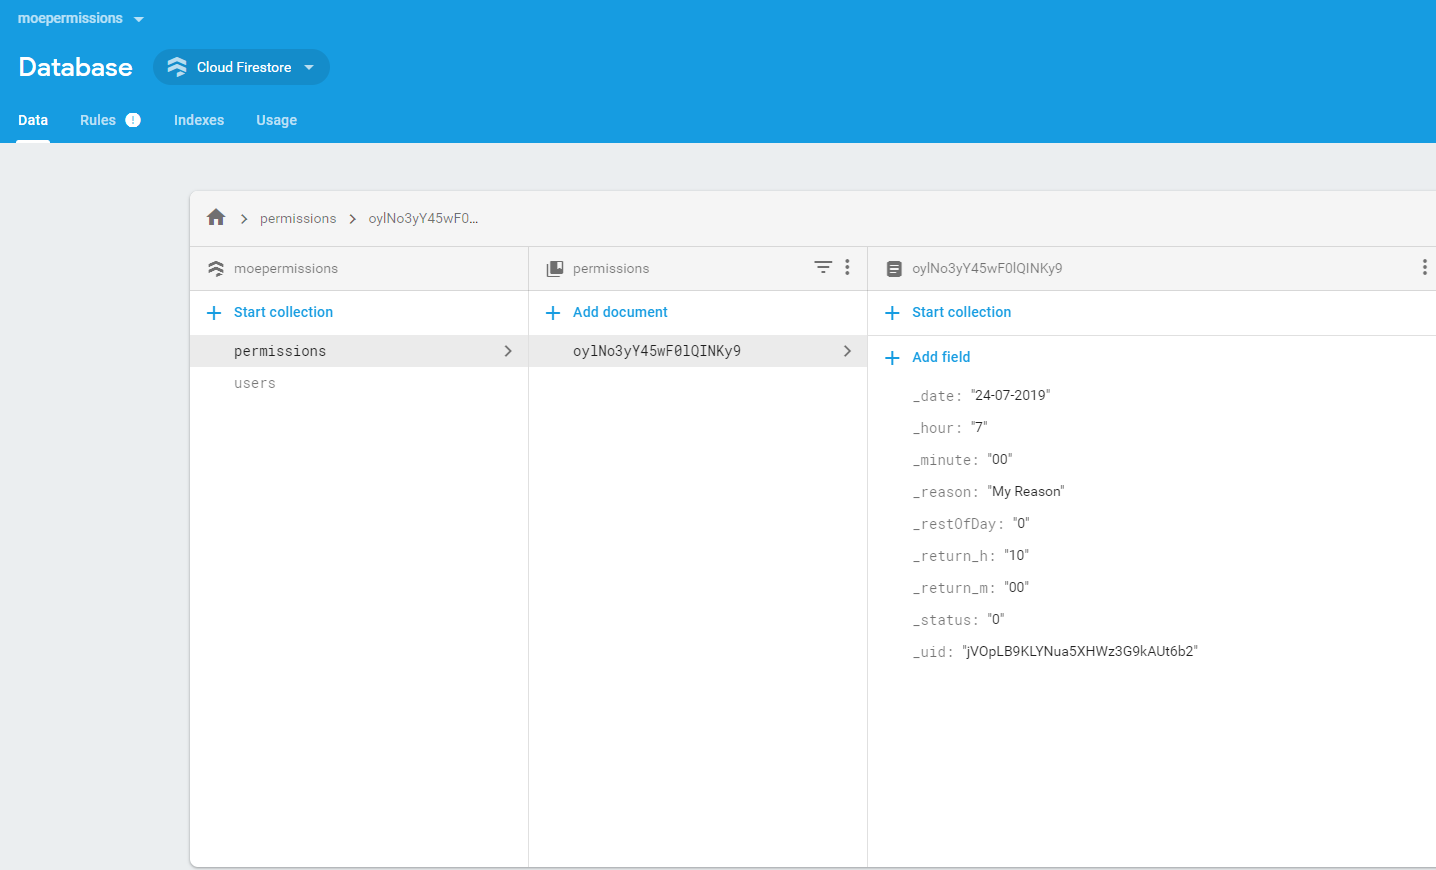 moepermissions
Database Cloud Firestore
Data Rules ! Indexes Usage
permissions oylNo3yY45wF0...
moepermissions
Start collection
permissions
users
permissions
Add document
oylNo3yY45wF0lQINKy9
oylNo3yY45wF0lQINKy9
Start collection
Add field
_date: "24-07-2019"
_hour: "7"
_minute: "00"
_reason: "My Reason"
_restOfDay: "0"
_return_h: "10"
_return_m: "00"
_status: "0"
_uid: "jVOpLB9KLYNua5XHWz3G9kAUt6b2"